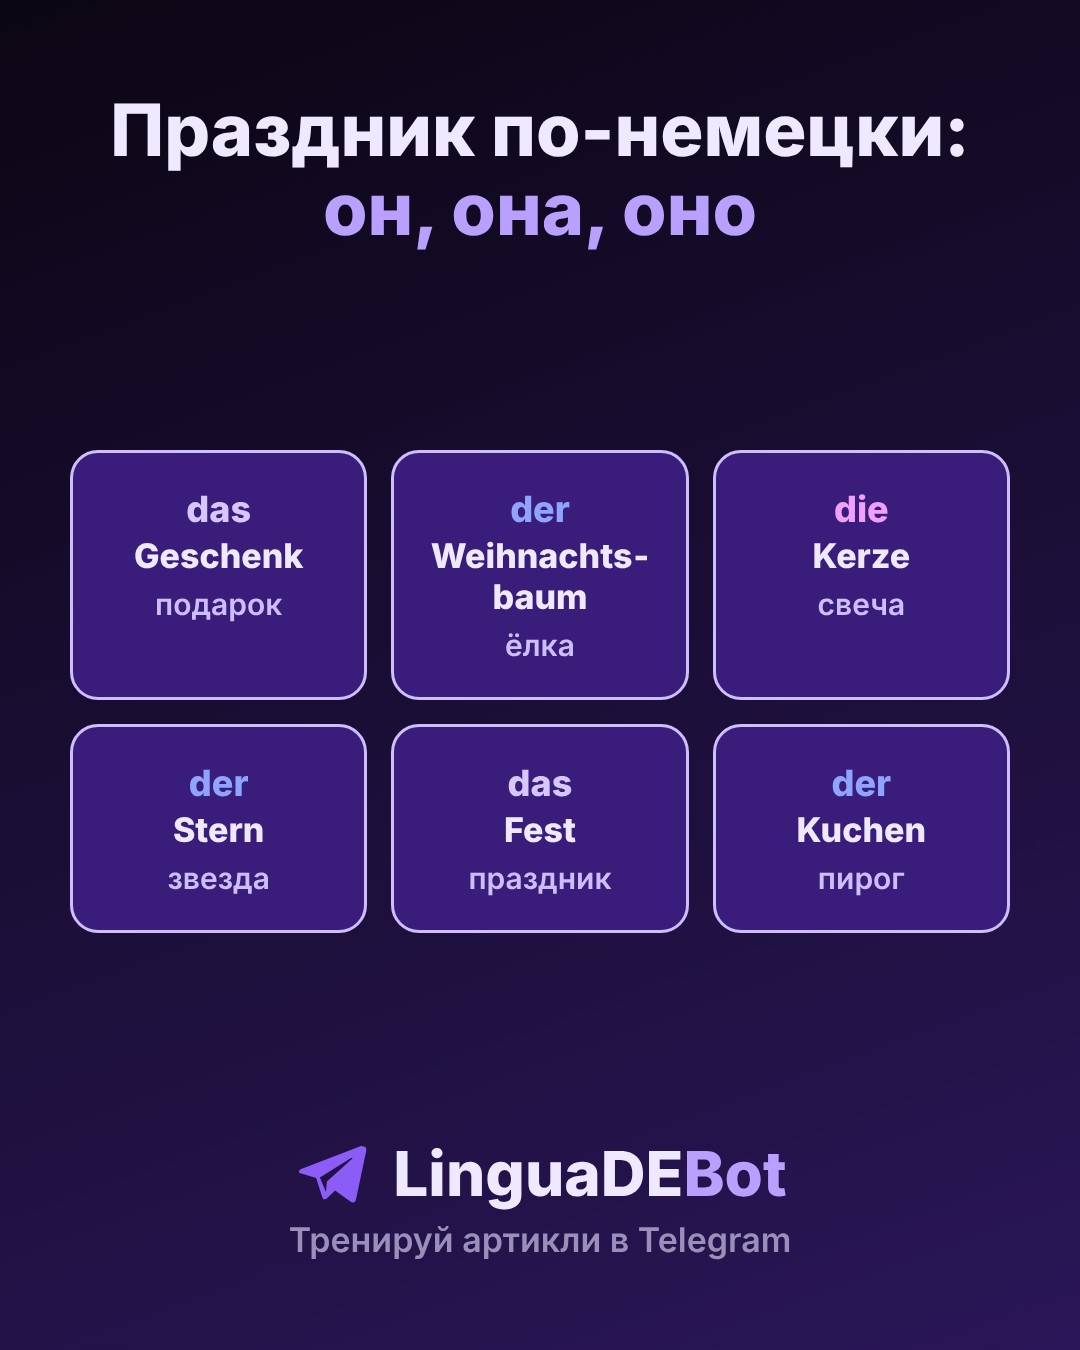 Праздник по-немецки:
он, она, оно
das
Geschenk
подарок
der
Weihnachts-
baum
ёлка
die
Kerze
свеча
der
Stern
звезда
das
Fest
праздник
der
Kuchen
пирог
LinguaDEBot
Тренируй артикли в Telegram